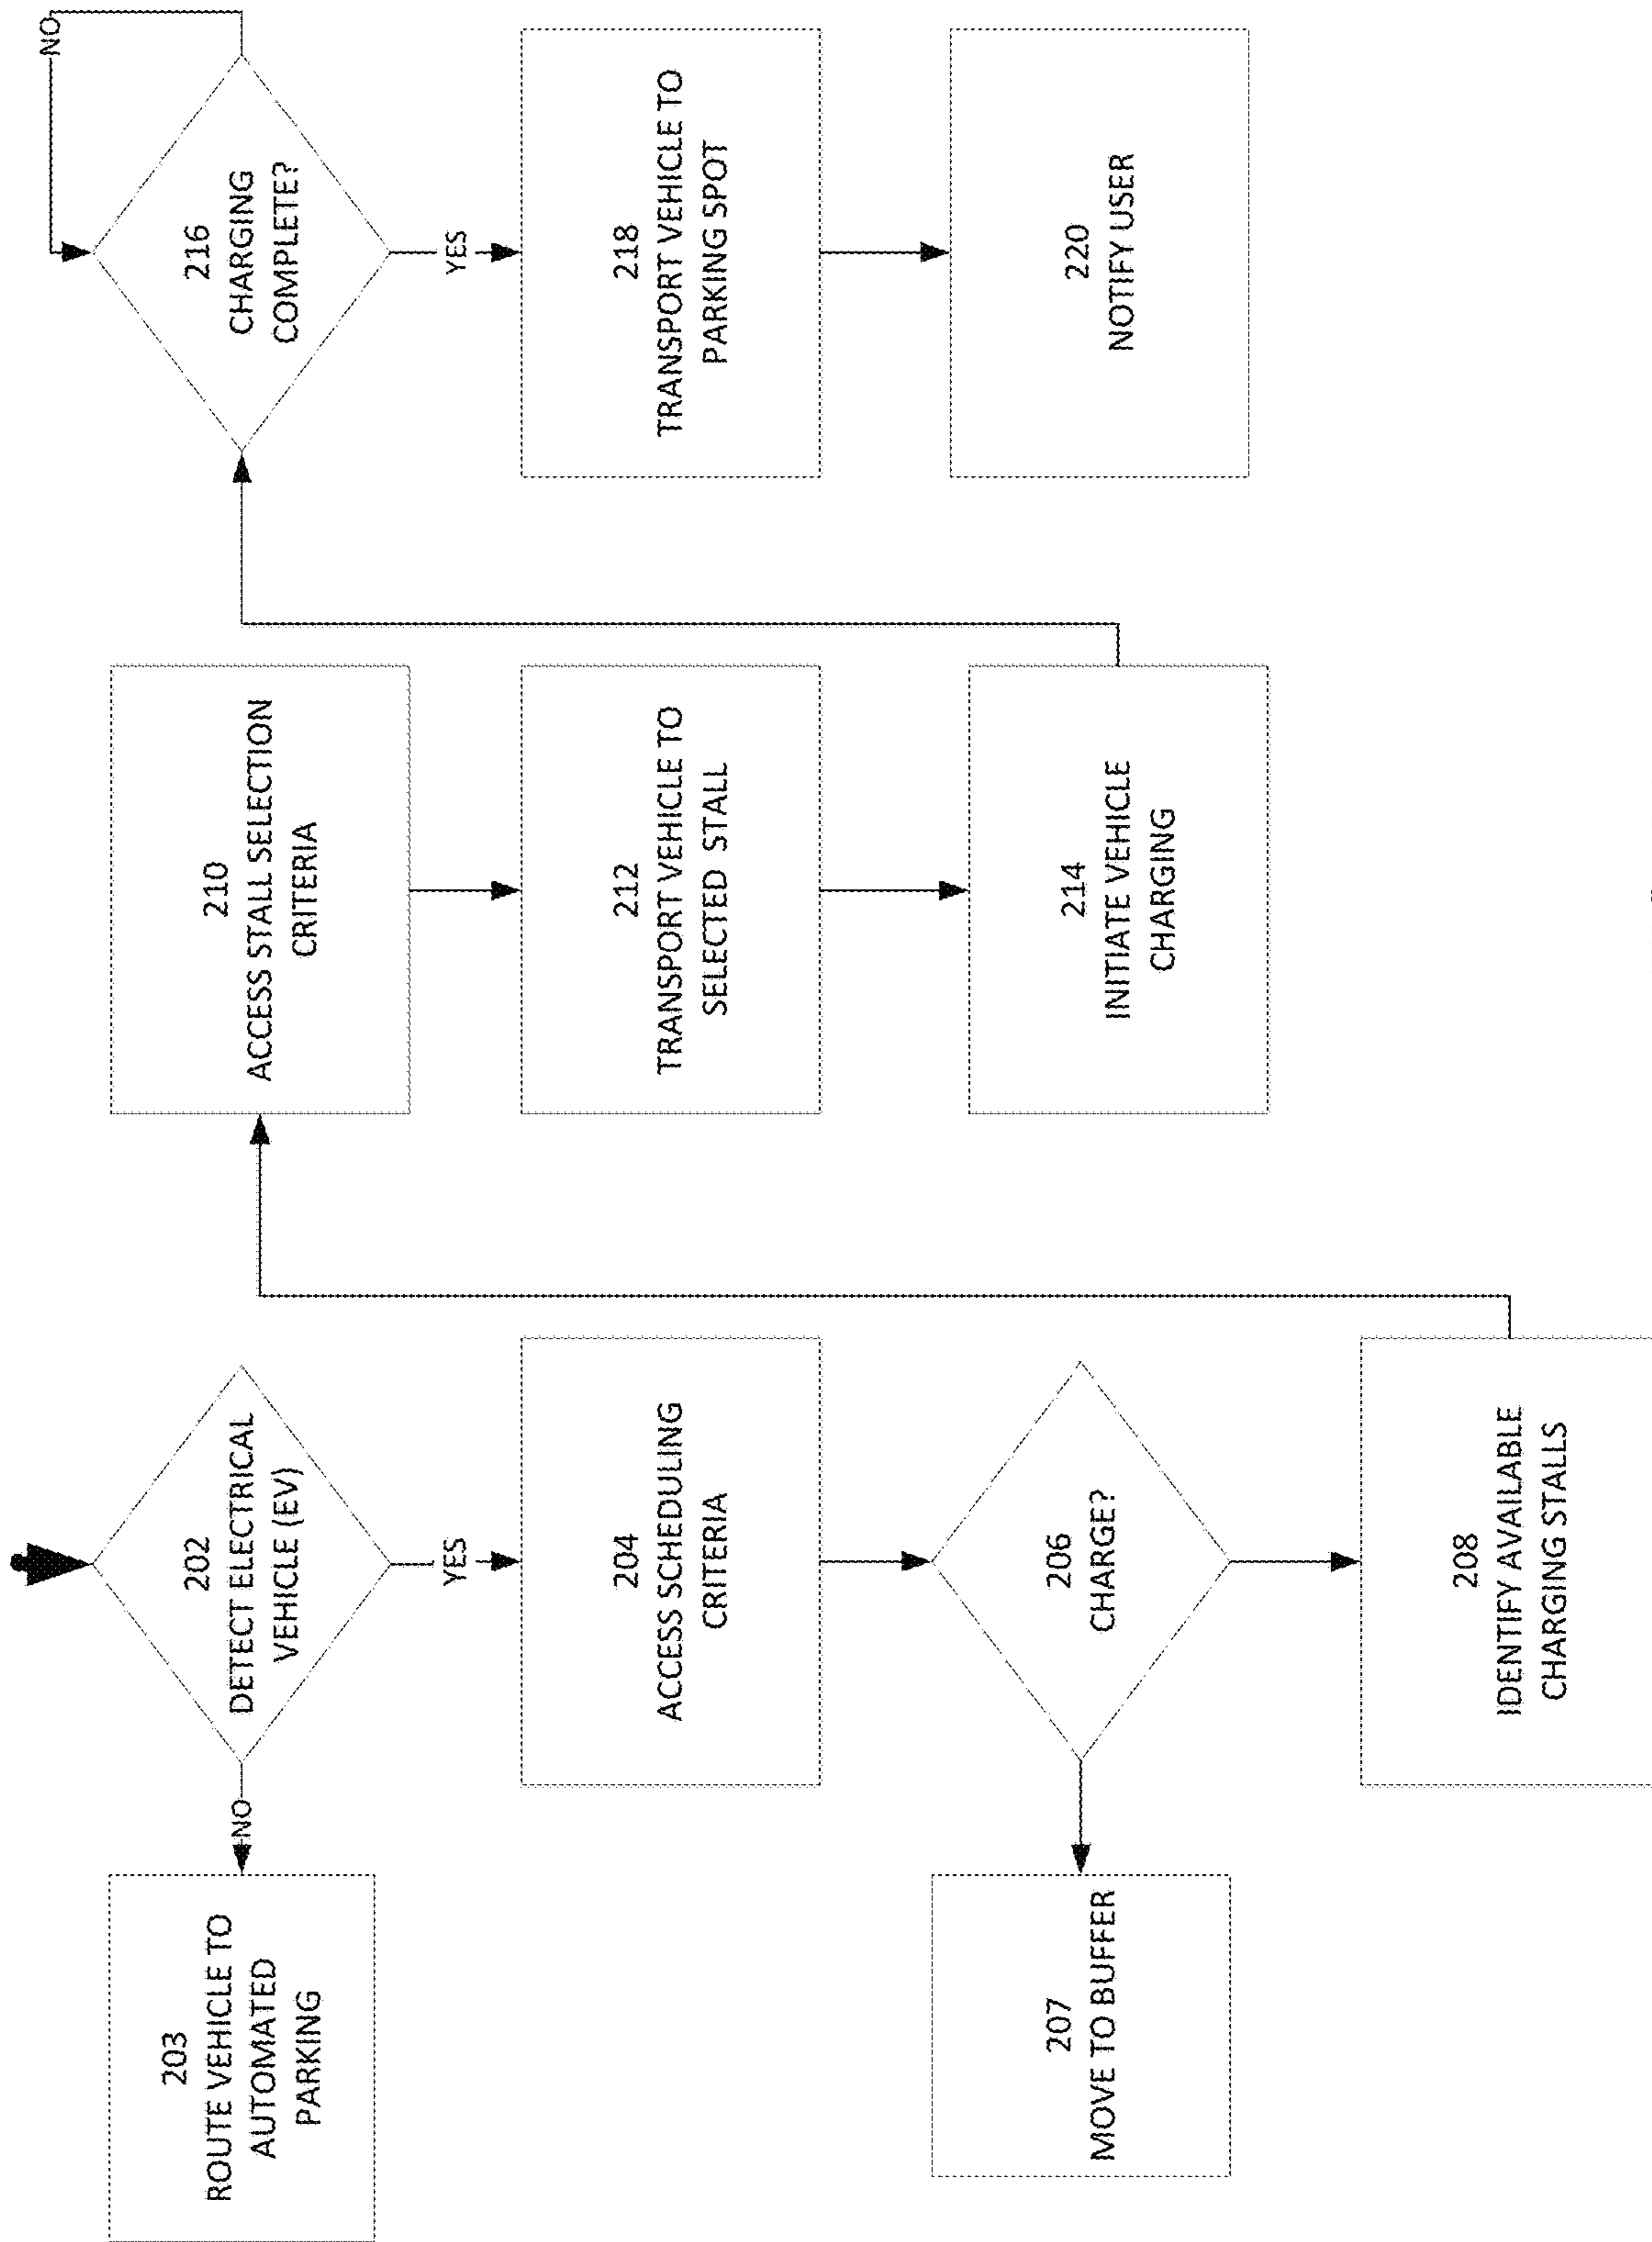 202
DETECT ELECTRICAL
VEHICLE (EV)
NO
203
ROUTE VEHICLE TO
AUTOMATED
PARKING
YES
204
ACCESS SCHEDULING
CRITERIA
206
CHARGE?
207
MOVE TO BUFFER
208
IDENTIFY AVAILABLE
CHARGING STALLS
210
ACCESS STALL SELECTION
CRITERIA
212
TRANSPORT VEHICLE TO
SELECTED STALL
214
INITIATE VEHICLE
CHARGING
216
CHARGING
COMPLETE?
NO
YES
218
TRANSPORT VEHICLE TO
PARKING SPOT
220
NOTIFY USER